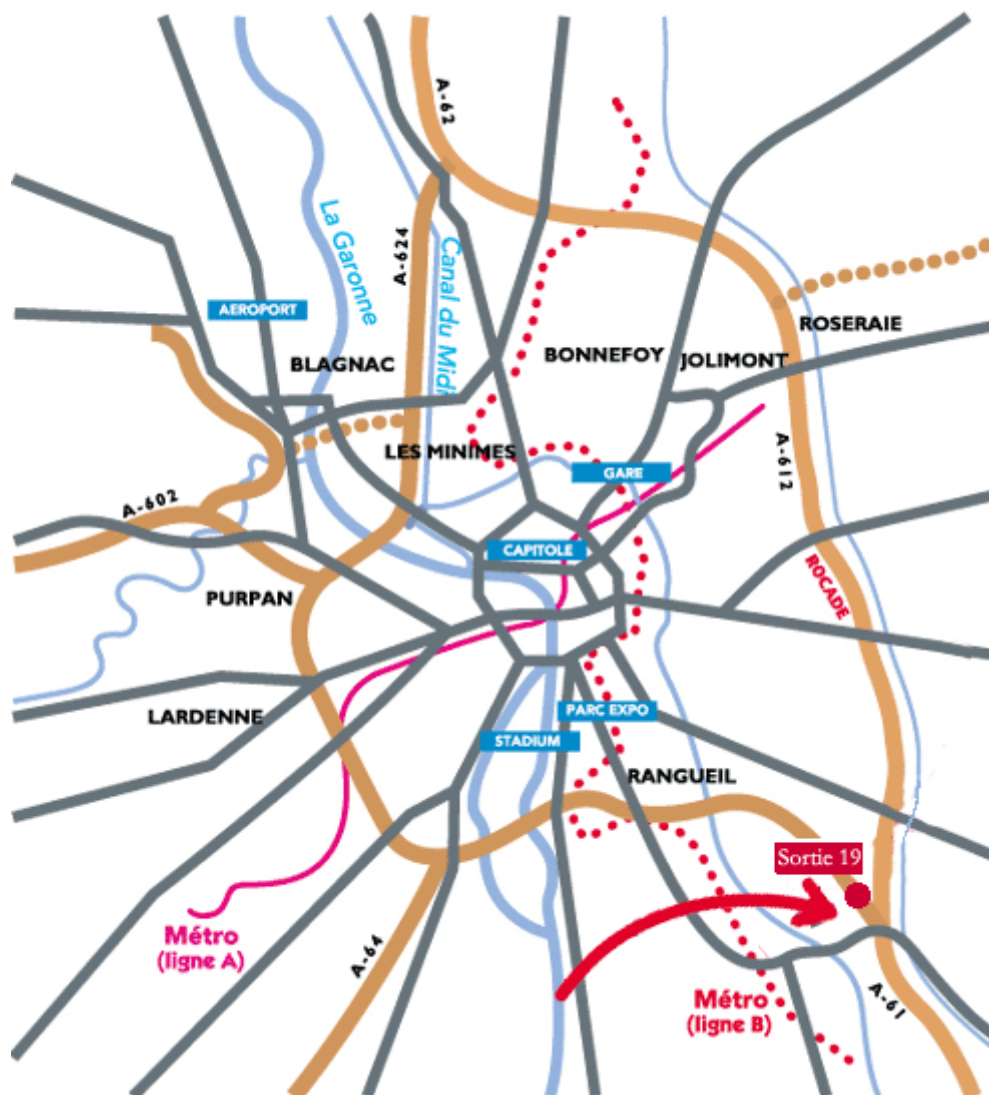 A-62
La Garonne
A-624
Canal du Midi
AEROPORT
ROSERAIE
BLAGNAC
BONNEFOY
JOLIMONT
LES MINIMES
GARE
A-612
A-602
CAPITOLE
ROCADE
PURPAN
LARDENNE
PARC EXPO
STADIUM
RANGUEIL
Sortie 19
Métro
(ligne A)
A-64
Métro
(ligne B)
A-61